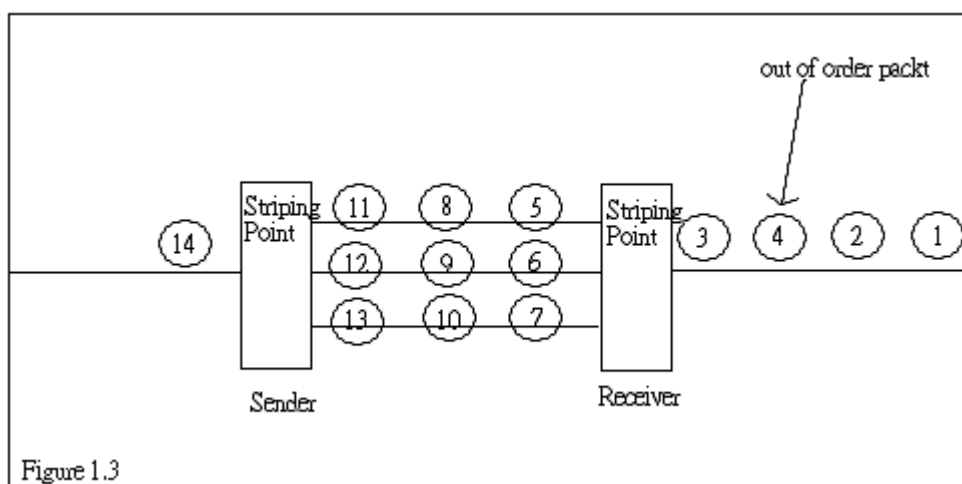 out of order packt
Striping
Point
11
8
5
Striping
Point
3
4
2
1
14
12
9
6
13
10
7
Sender
Receiver
Figure 1.3